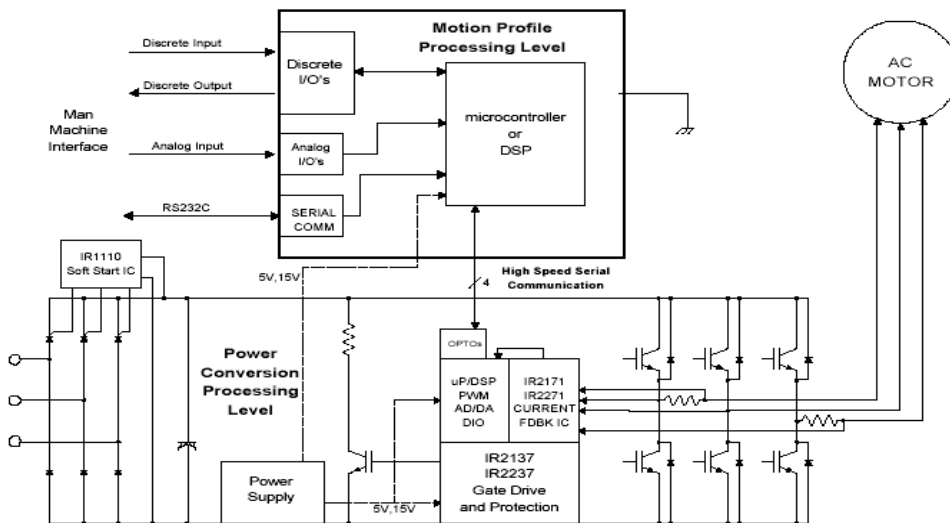 Motion Profile
Processing Level
Discrete Input
Discrete Output
Discrete
I/O's
Man
Machine
Interface
Analog Input
Analog
I/O's
microcontroller
or
DSP
RS232C
SERIAL
COMM
AC
MOTOR
IR1110
Soft Start IC
5V,15V
4
High Speed Serial
Communication
Power
Conversion
Processing
Level
OPTOs
uP/DSP
PWM
AD/DA
DIO
IR2171
IR2271
CURRENT
FDBK IC
IR2137
IR2237
Gate Drive
and Protection
Power
Supply
5V,15V